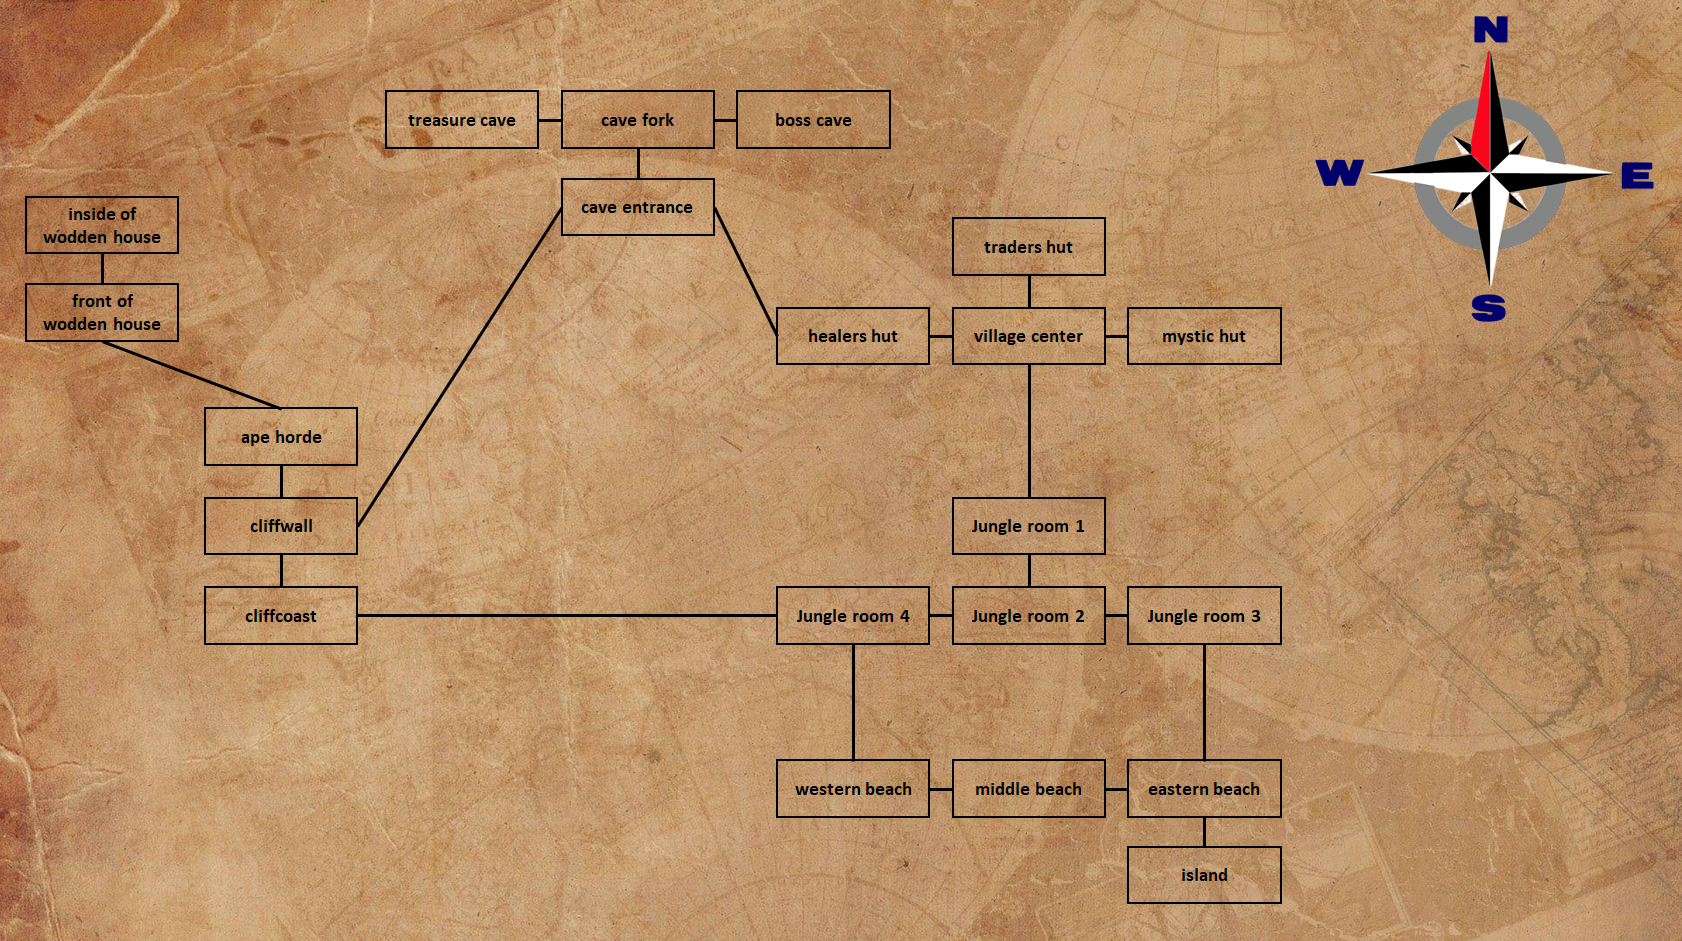 N
treasure cave
cave fork
boss cave
W
E
inside of
wodden house
cave entrance
traders hut
front of
wodden house
S
healers hut
village center
mystic hut
ape horde
cliffwall
Jungle room 1
cliffcoast
Jungle room 4
Jungle room 2
Jungle room 3
western beach
middle beach
eastern beach
island